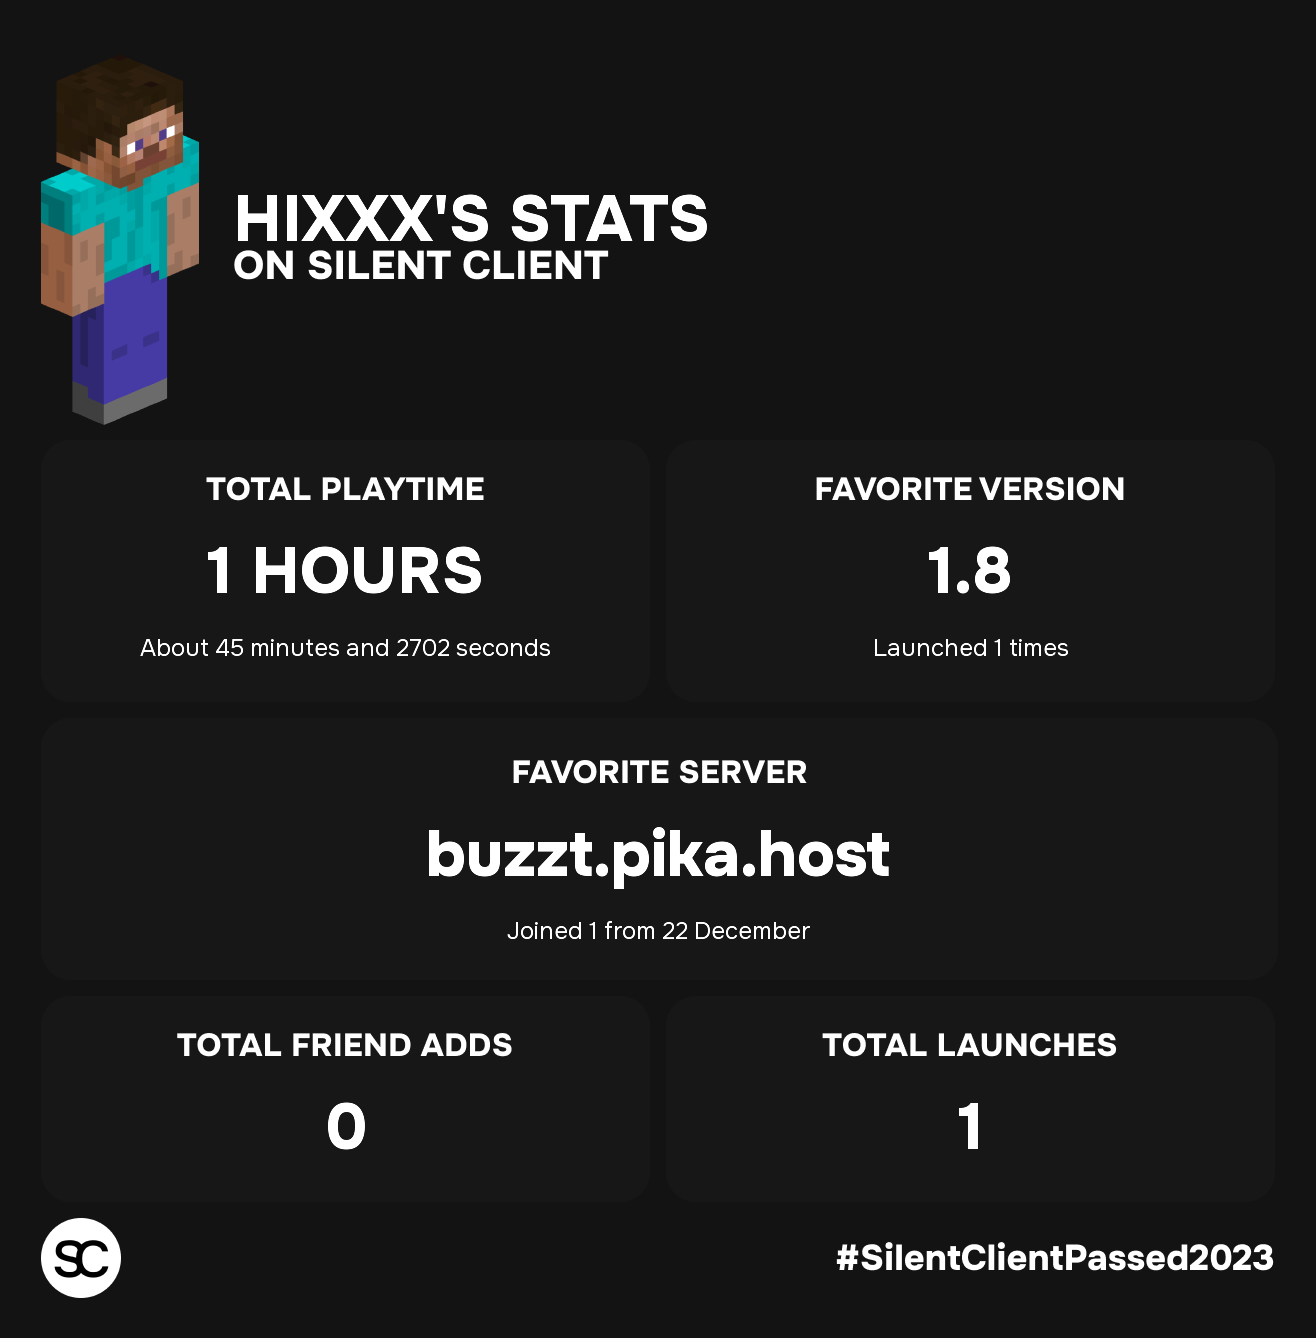 HIXXX'S STATS
ON SILENT CLIENT
TOTAL PLAYTIME
1 HOURS
About 45 minutes and 2702 seconds
FAVORITE VERSION
1.8
Launched 1 times
FAVORITE SERVER
buzzt.pika.host
Joined 1 from 22 December
TOTAL FRIEND ADDS
0
TOTAL LAUNCHES
1
SC
#SilentClientPassed2023